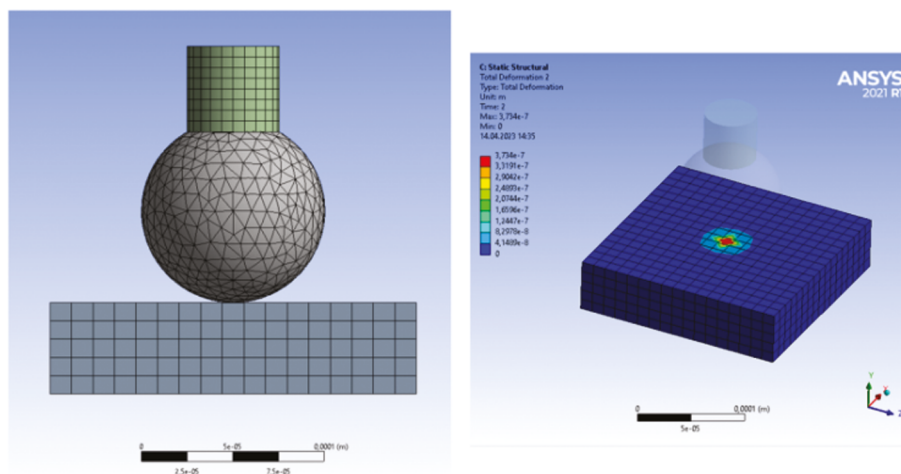 0
5e-05
0,0001 (m)
2.5e-05
7.5e-05
C: Static Structural
Total Deformation 2
Type: Total Deformation
Unit: m
Time: 2
Max: 3,734e-7
Min: 0
14.04.2023 14:35
3,734e-7
3,3191e-7
2,9042e-7
2,4893e-7
2,0744e-7
1,6596e-7
1,2447e-7
8,2978e-8
4,1489e-8
0
ANSYS
2021 R
0
0,0001 (m)
5e-05
Y
X
Z